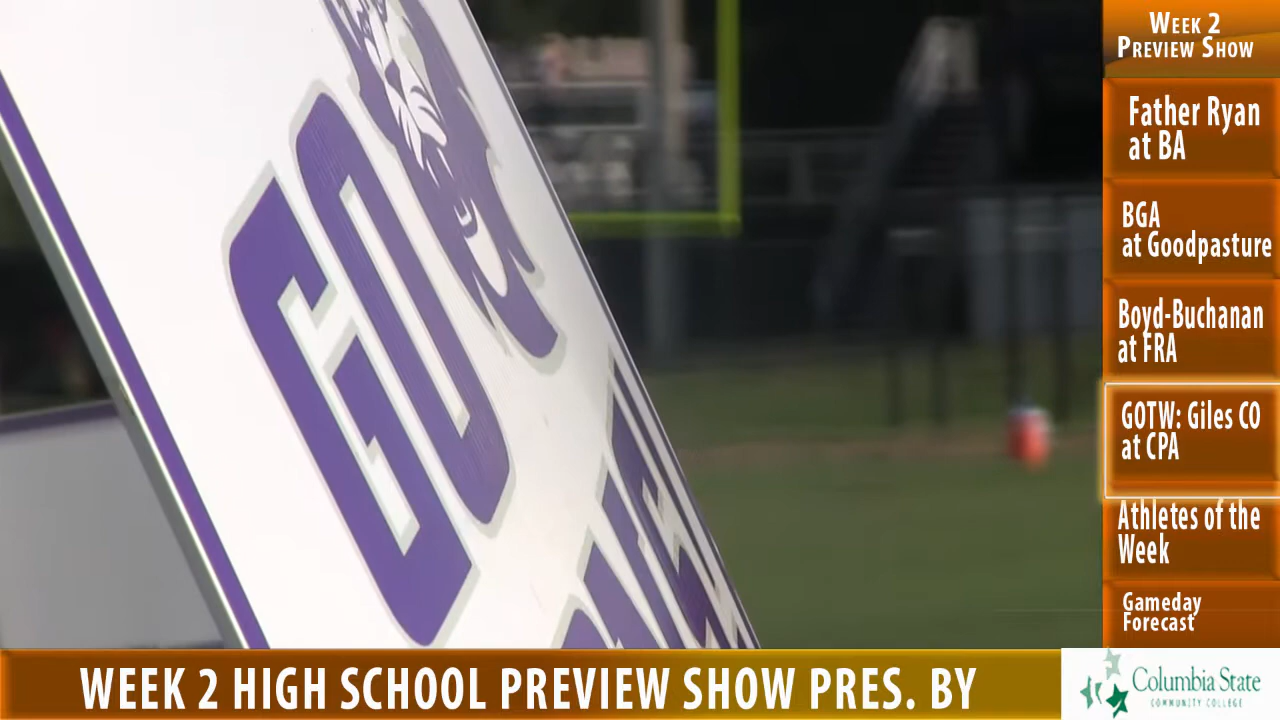 GO
Week 2
Preview Show
Father Ryan
at BA
BGA
at Goodpasture
Boyd-Buchanan
at FRA
GOTW: Giles CO
at CPA
Athletes of the
Week
Gameday
Forecast
WEEK 2 HIGH SCHOOL PREVIEW SHOW PRES. BY
Columbia State
COMMUNITY COLLEGE